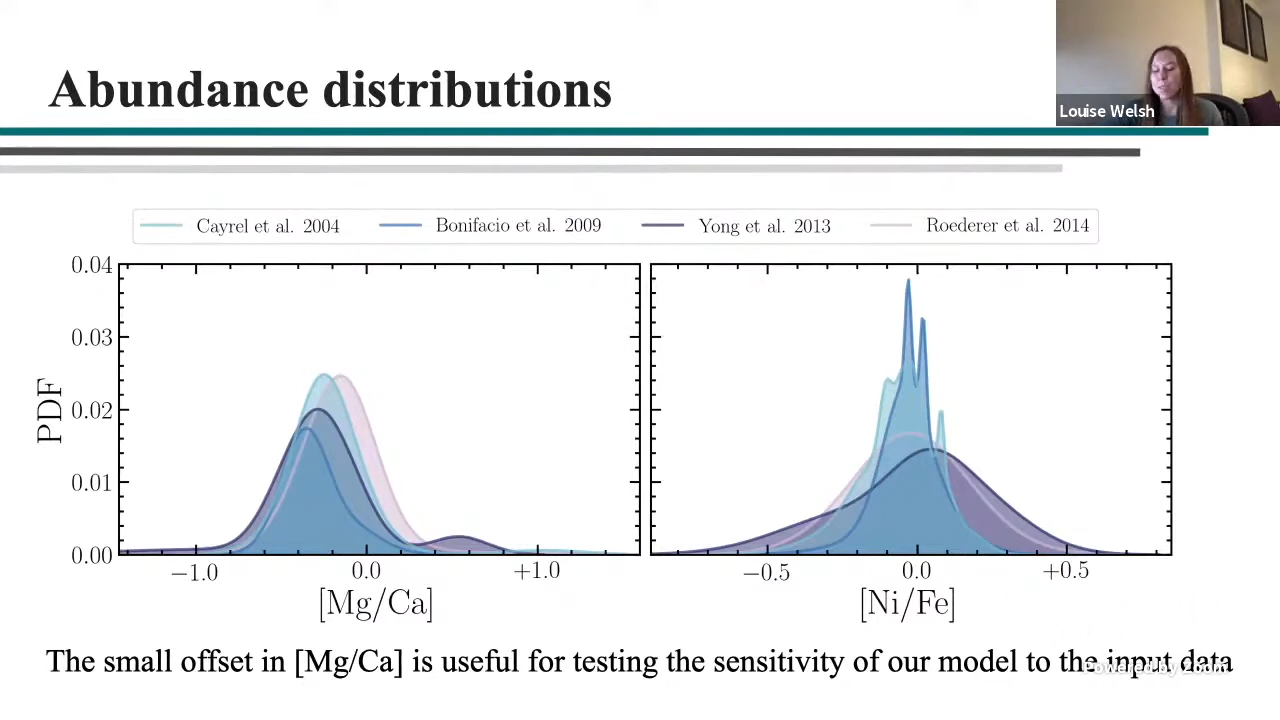 Abundance distributions
Louise Welsh
Cayrel et al. 2004
Bonifacio et al. 2009
Yong et al. 2013
Roederer et al. 2014
PDF
0.04
0.03
0.02
0.01
0.00
−1.0
0.0
+1.0
[Mg/Ca]
−0.5
0.0
+0.5
[Ni/Fe]
The small offset in [Mg/Ca] is useful for testing the sensitivity of our model to the input data
Powered by Zoom